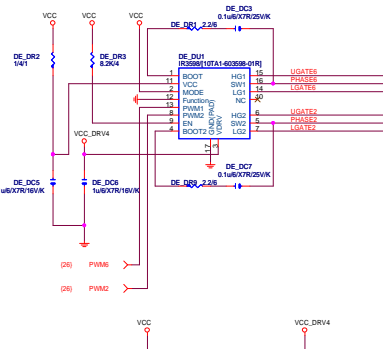 VCC VCC VCC DE_DC3
0.1u/6/X7R/25V/K
DE_DR1 2.2/6
DE_DR2
1/4/1
DE_DR3
8.2K/4
DE_DU1
IR3598[10TA1-603598-01R]
1 BOOT HG1 15 UGATE6
11 VCC SW1 16 PHASE6
2 MODE LG1 14 LGATE6
12 Function NC 10
13 PWM1
8 PWM2 HG2 6 UGATE2
9 EN SW2 5 PHASE2
4 BOOT2 LG2 7 LGATE2
GND(PAD) VDRV
17 3
VCC_DRV4
DE_DC5
u/6/X7R/16V/K
DE_DC6
1u/6/X7R/16V/K
DE_DC7
0.1u/6/X7R/25V/K
2.2/6
(26) PWM6
(26) PWM2
VCC VCC_DRV4